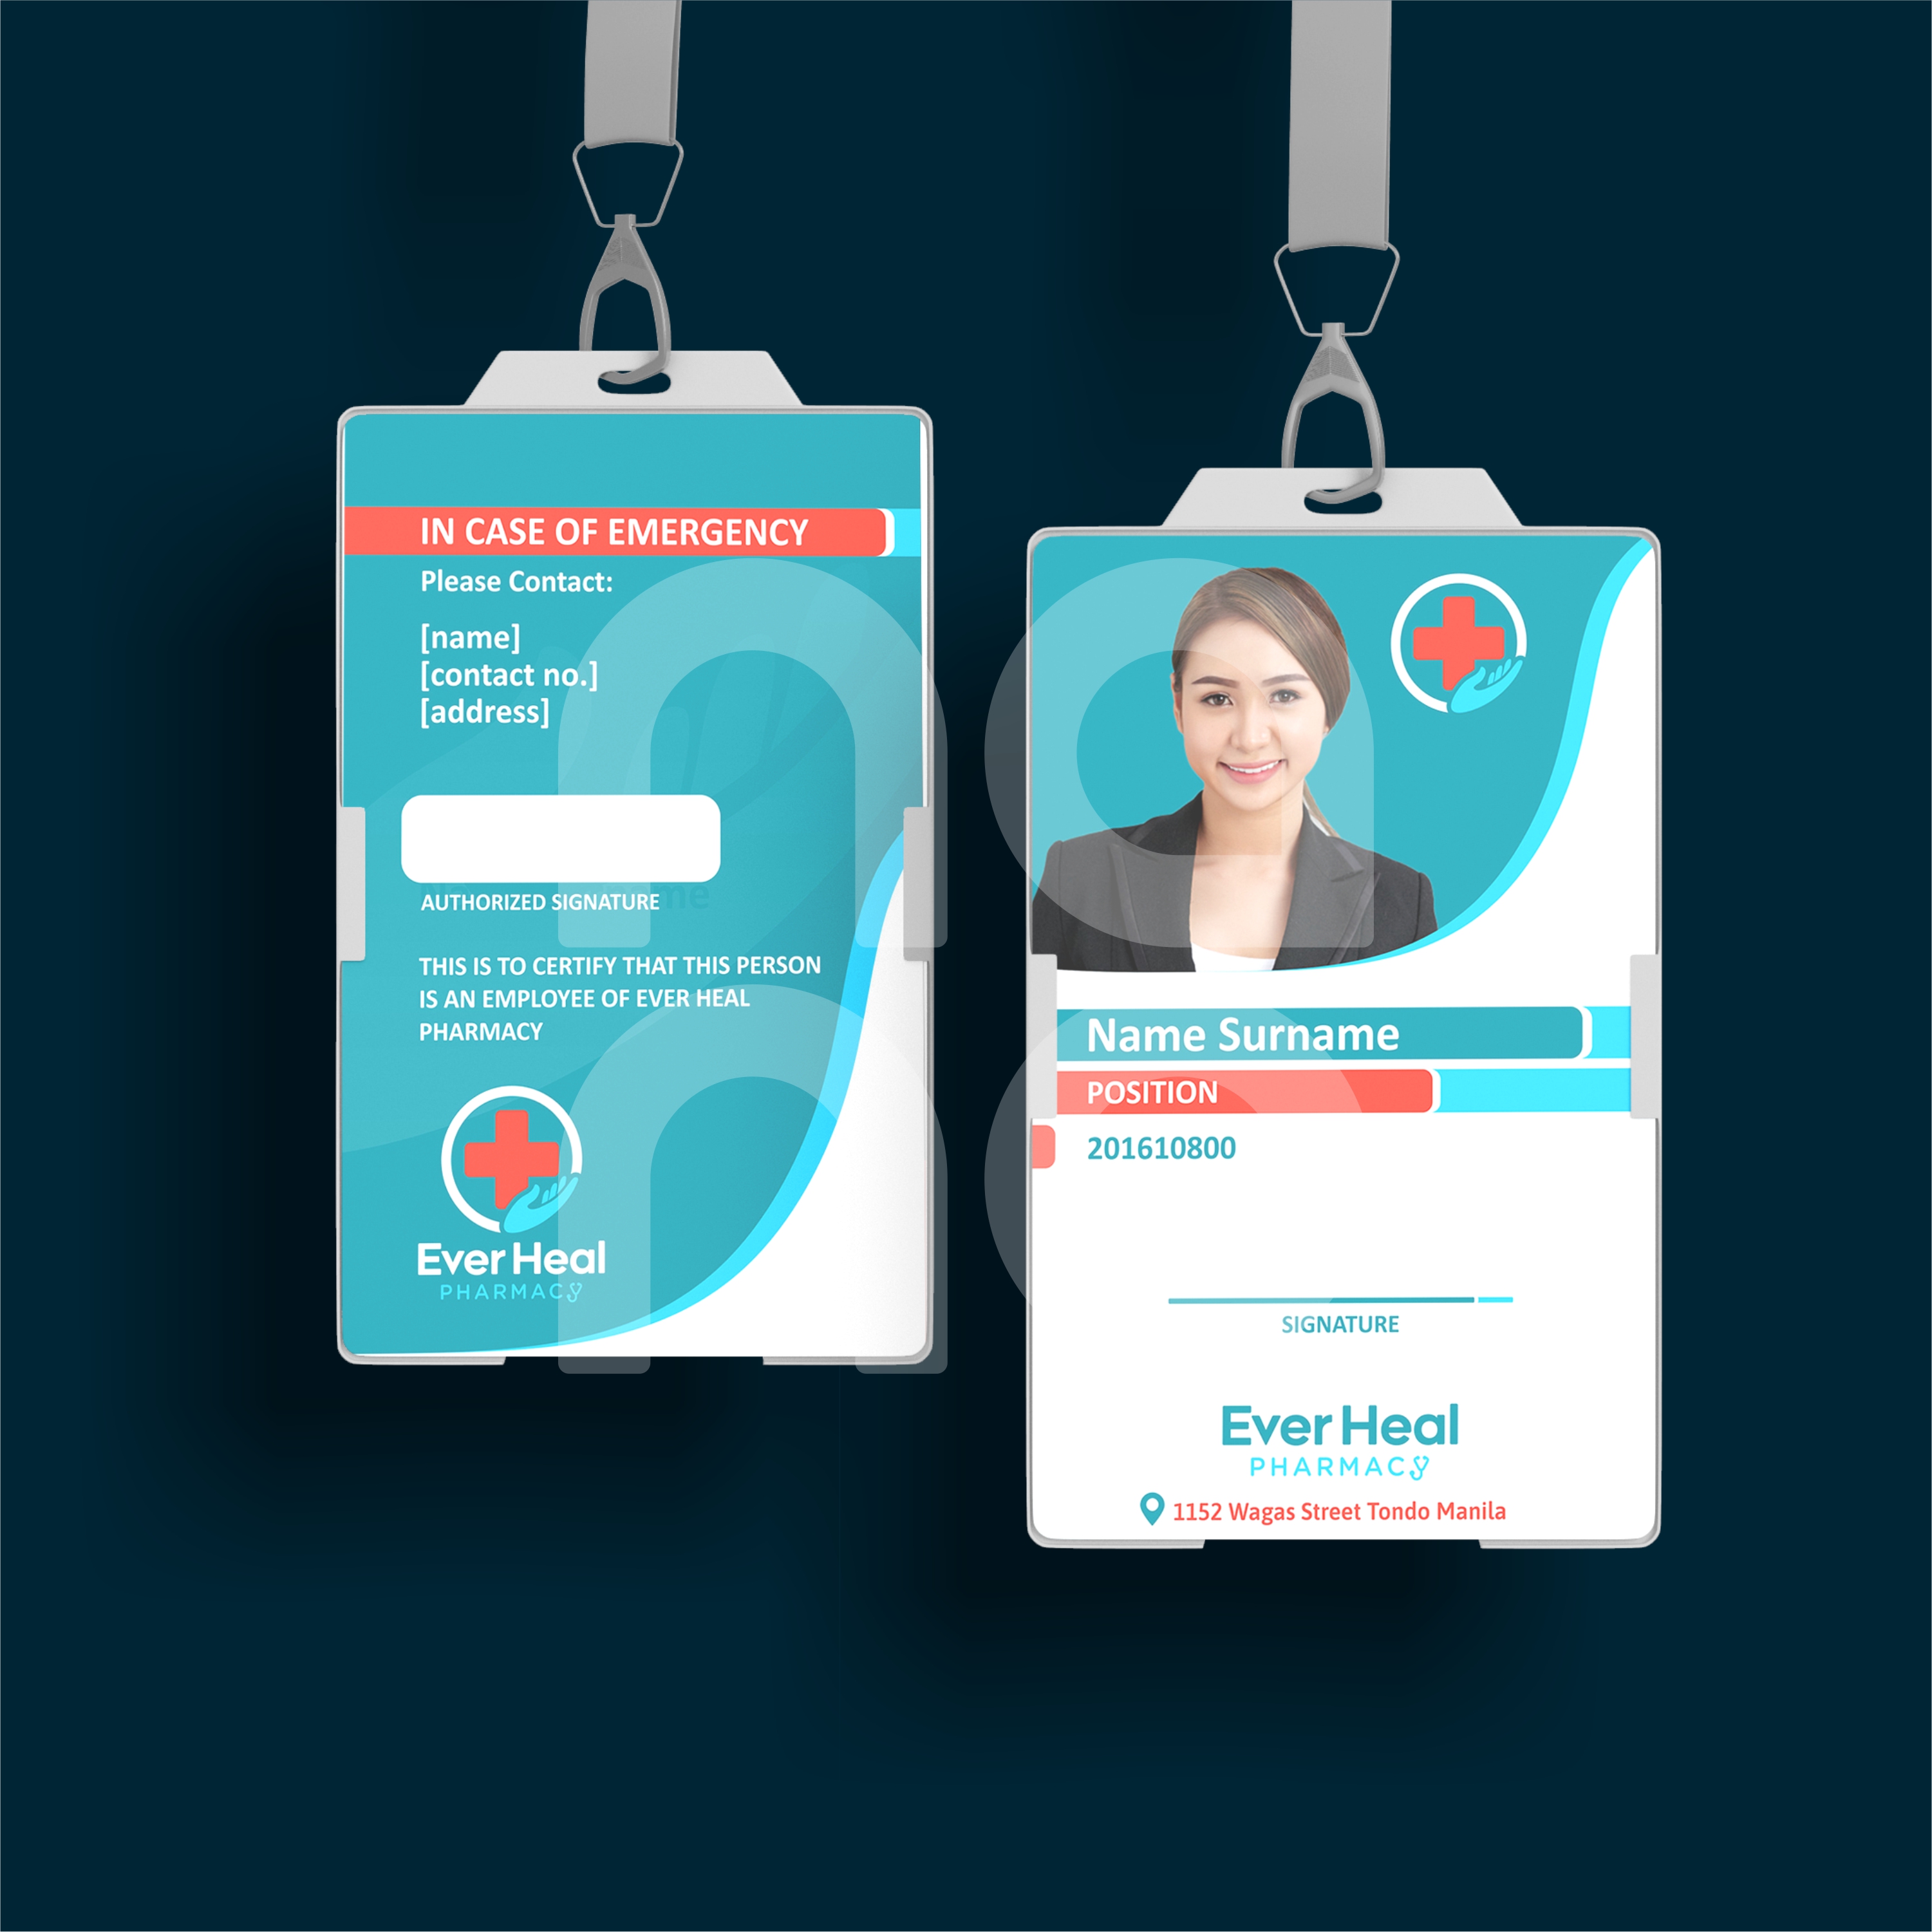 IN CASE OF EMERGENCY
Please Contact:
[name]
[contact no.]
[address]
AUTHORIZED SIGNATURE
THIS IS TO CERTIFY THAT THIS PERSON
IS AN EMPLOYEE OF EVER HEAL
PHARMACY
Ever Heal
PHARMACY
Name Surname
POSITION
201610800
SIGNATURE
Ever Heal
PHARMACY
1152 Wagas Street Tondo Manila